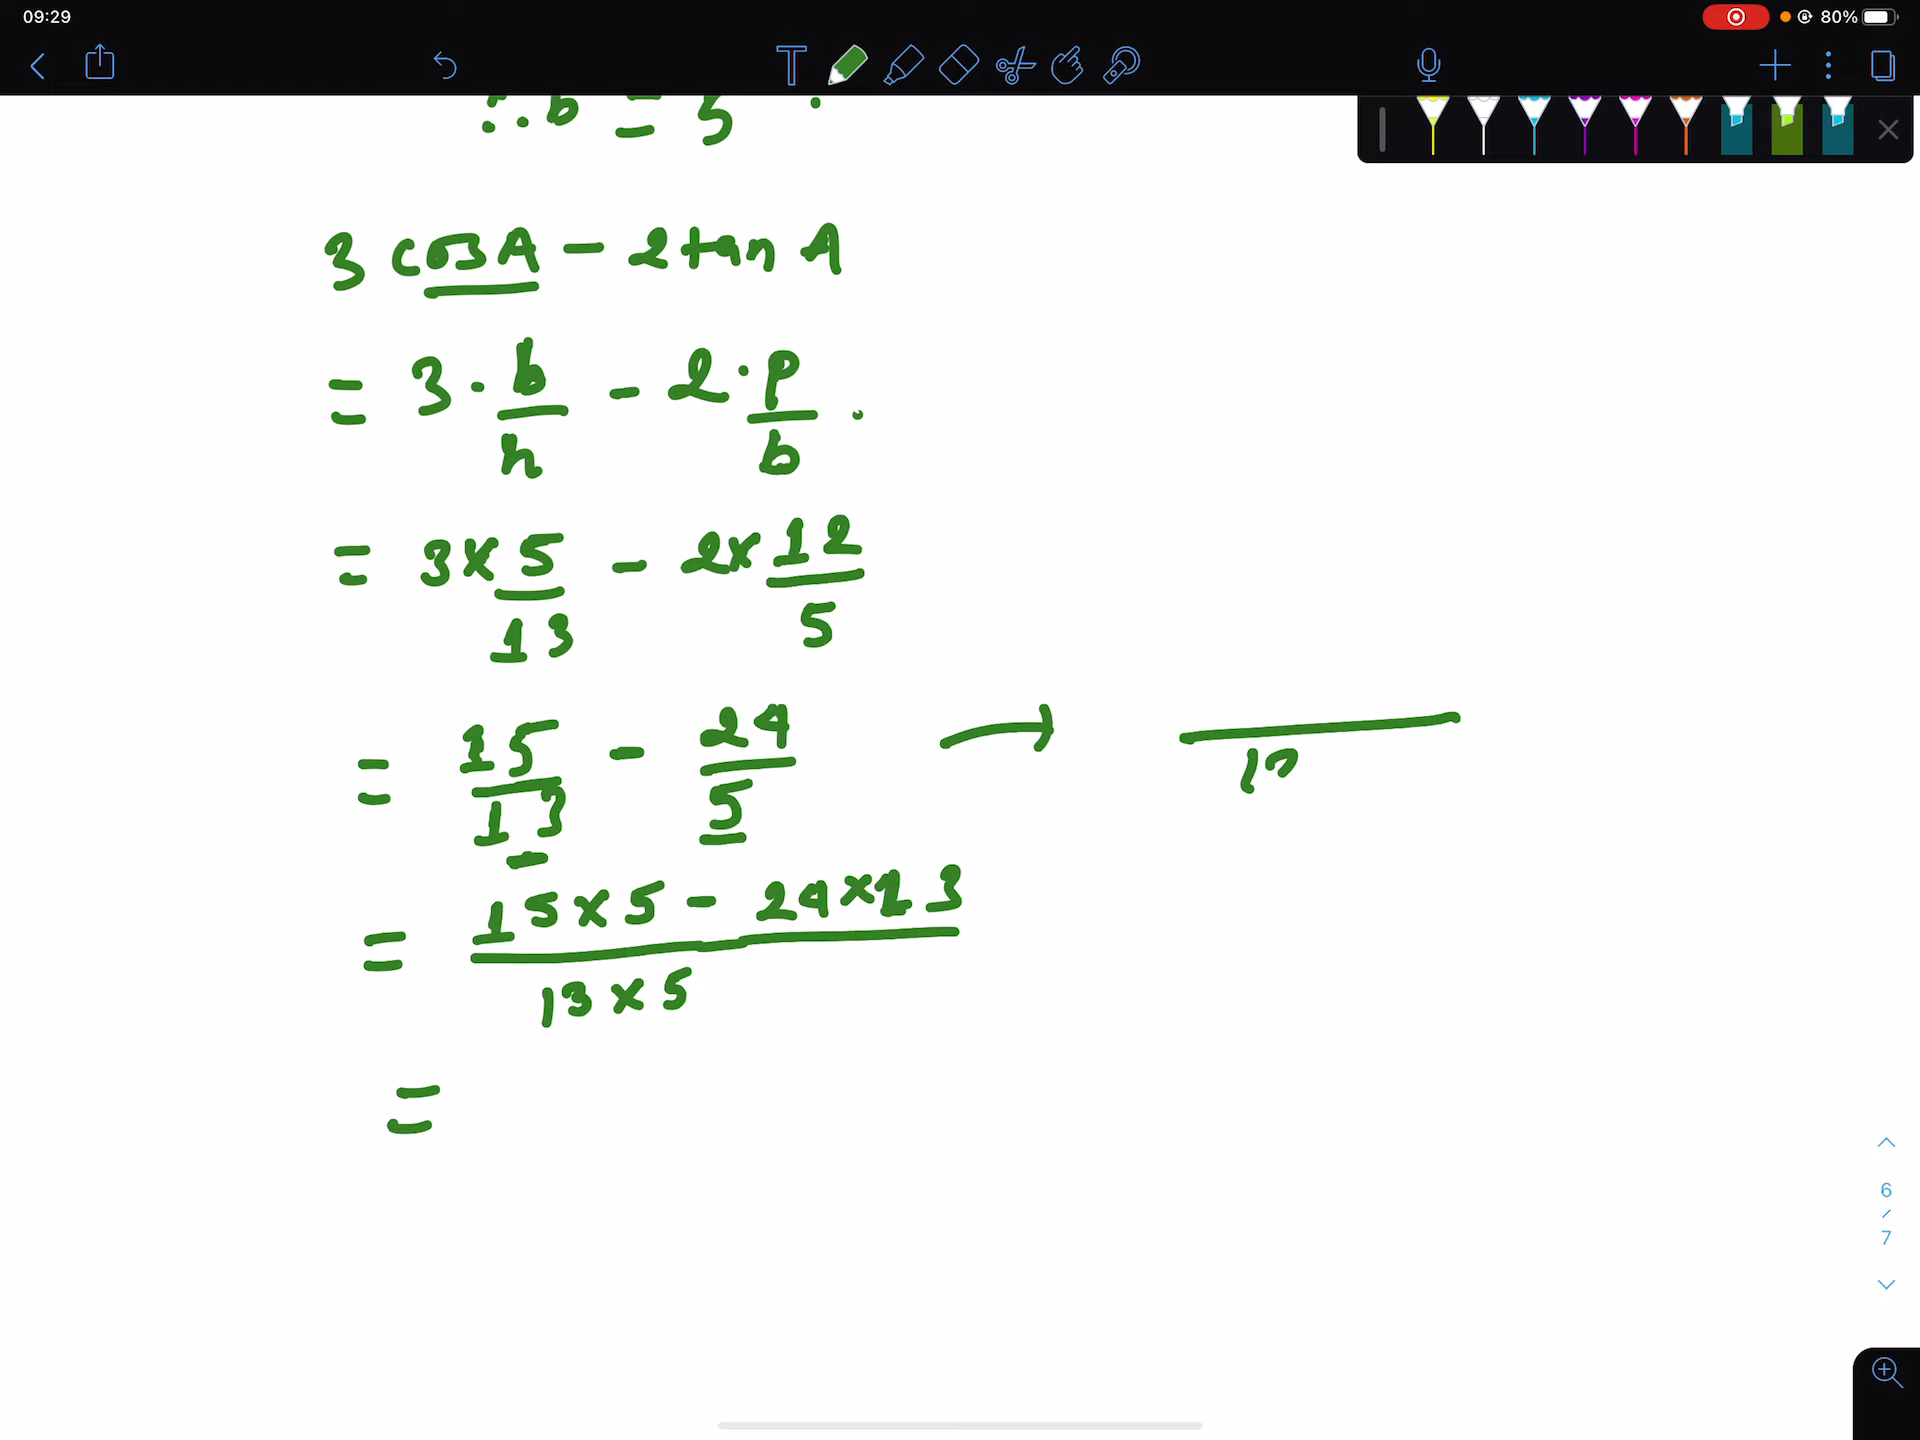 09:29
80%
∴ b = 5
3 cosA - 2 tan A
= 3 · b/h - 2 · p/b .
= 3 × 5/13 - 2 × 12/5
= 15/13 - 24/5 →
= (15 × 5 - 24 × 13)/(13 × 5)
=
6
/
7